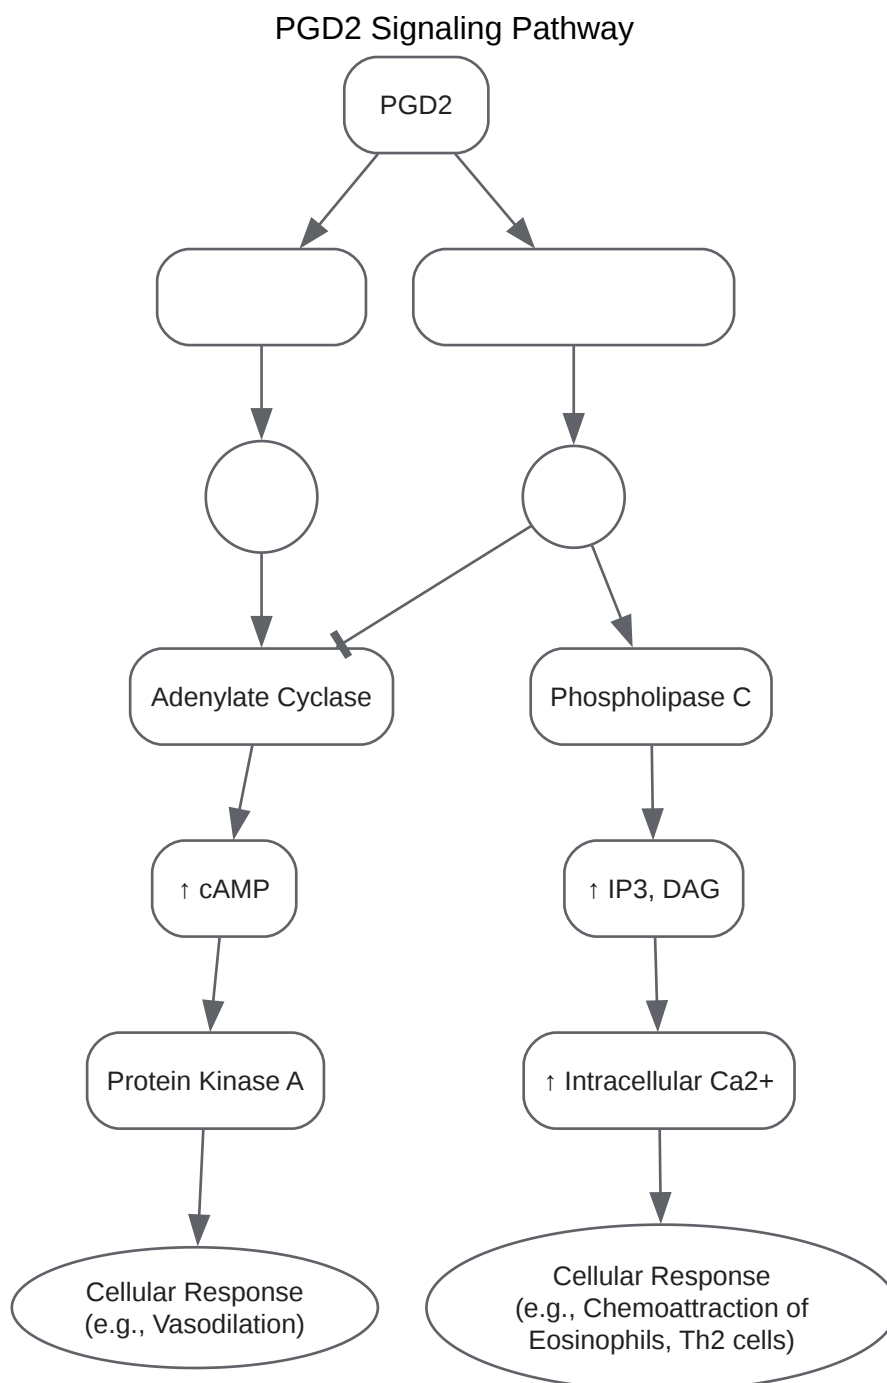 PGD2 Signaling Pathway
PGD2
Adenylate Cyclase
Phospholipase C
↑ cAMP
↑ IP3, DAG
Protein Kinase A
↑ Intracellular Ca2+
Cellular Response
(e.g., Vasodilation)
Cellular Response
(e.g., Chemoattraction of
Eosinophils, Th2 cells)